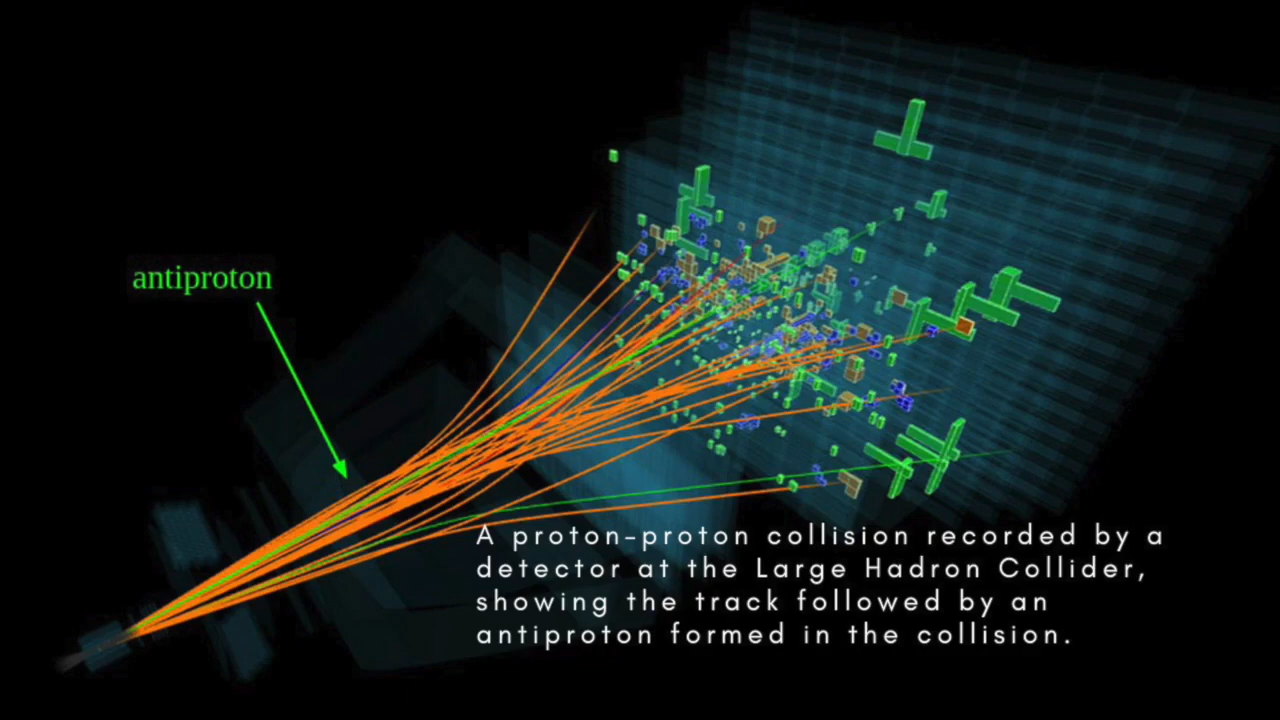 antiproton
A proton-proton collision recorded by a
detector at the Large Hadron Collider,
showing the track followed by an
antiproton formed in the collision.